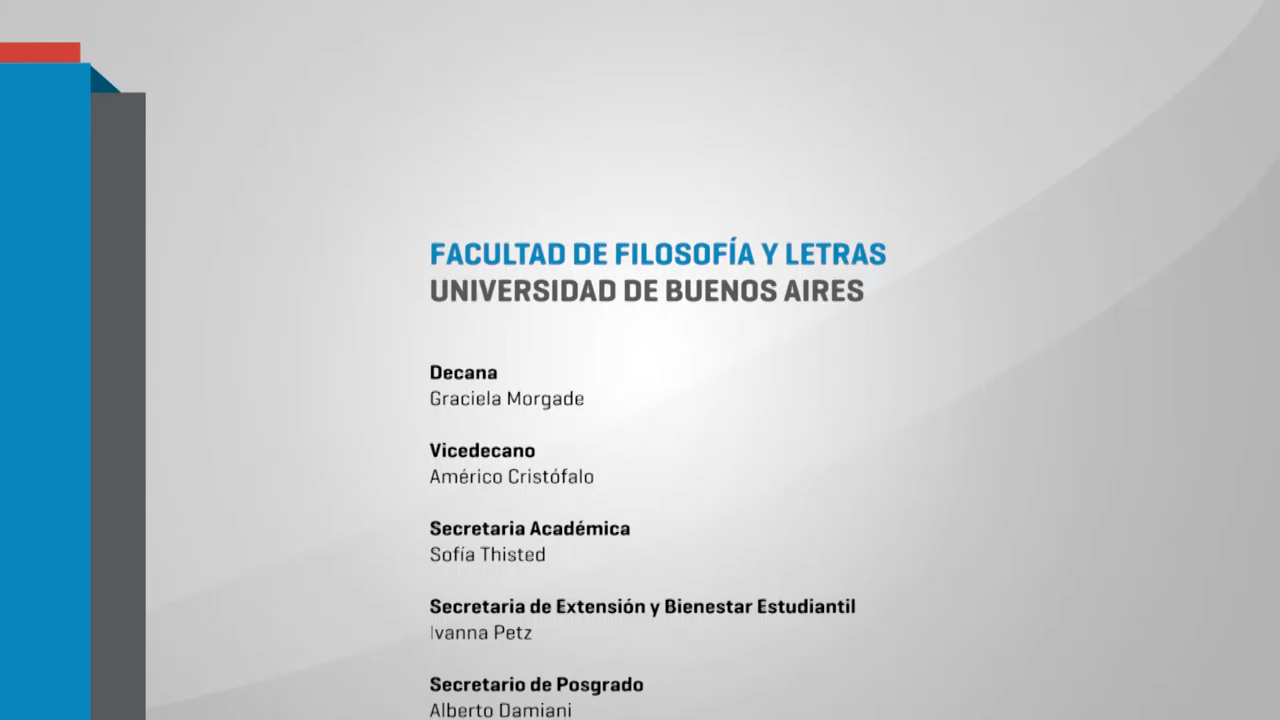 FACULTAD DE FILOSOFÍA Y LETRAS
UNIVERSIDAD DE BUENOS AIRES
Decana
Graciela Morgade
Vicedecano
Américo Cristófalo
Secretaria Académica
Sofía Thisted
Secretaria de Extensión y Bienestar Estudiantil
Ivanna Petz
Secretario de Posgrado
Alberto Damiani